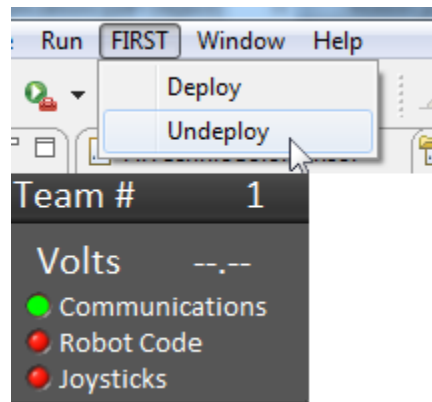 Run FIRST Window Help
Deploy
Undeploy
Team # 1
Volts --.--
Communications
Robot Code
Joysticks